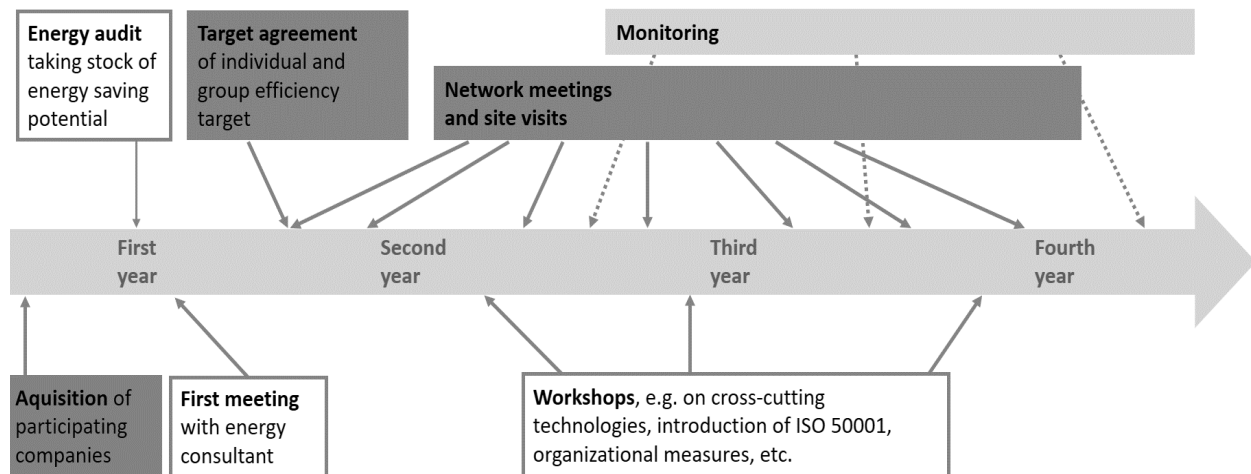 Energy audit
taking stock of
energy saving
potential
Target agreement
of individual and
group efficiency
target
Monitoring
Network meetings
and site visits
First
year
Second
year
Third
year
Fourth
year
Aquisition of
participating
companies
First meeting
with energy
consultant
Workshops, e.g. on cross-cutting
technologies, introduction of ISO 50001,
organizational measures, etc.